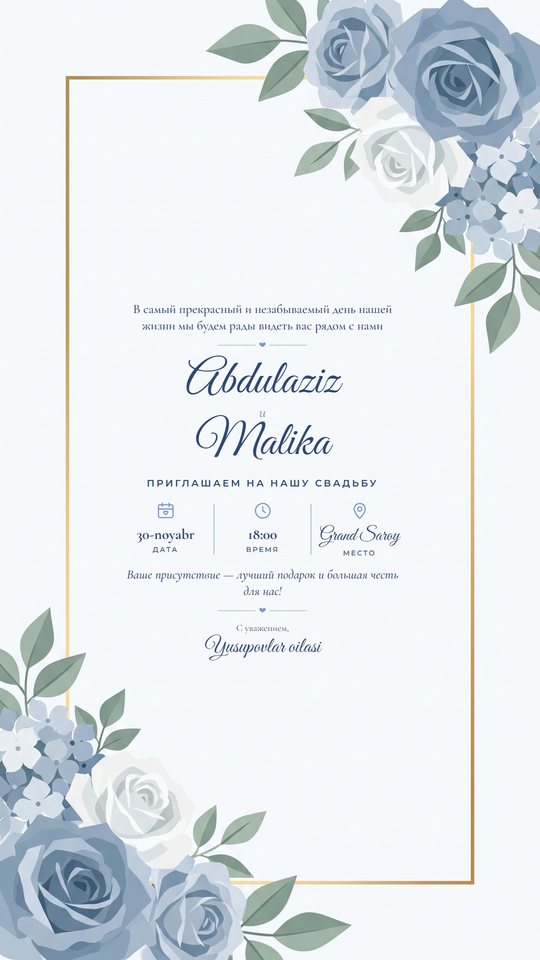 В самый прекрасный и незабываемый день нашей
жизни мы будем рады видеть вас рядом с нами
Abdulaziz
и
Malika
ПРИГЛАШАЕМ НА НАШУ СВАДЬБУ
30-noyabr
ДАТА
18:00
ВРЕМЯ
Grand Saroy
МЕСТО
Ваше присутствие — лучший подарок и большая честь
для нас!
С уважением,
Yusupovlar oilasi